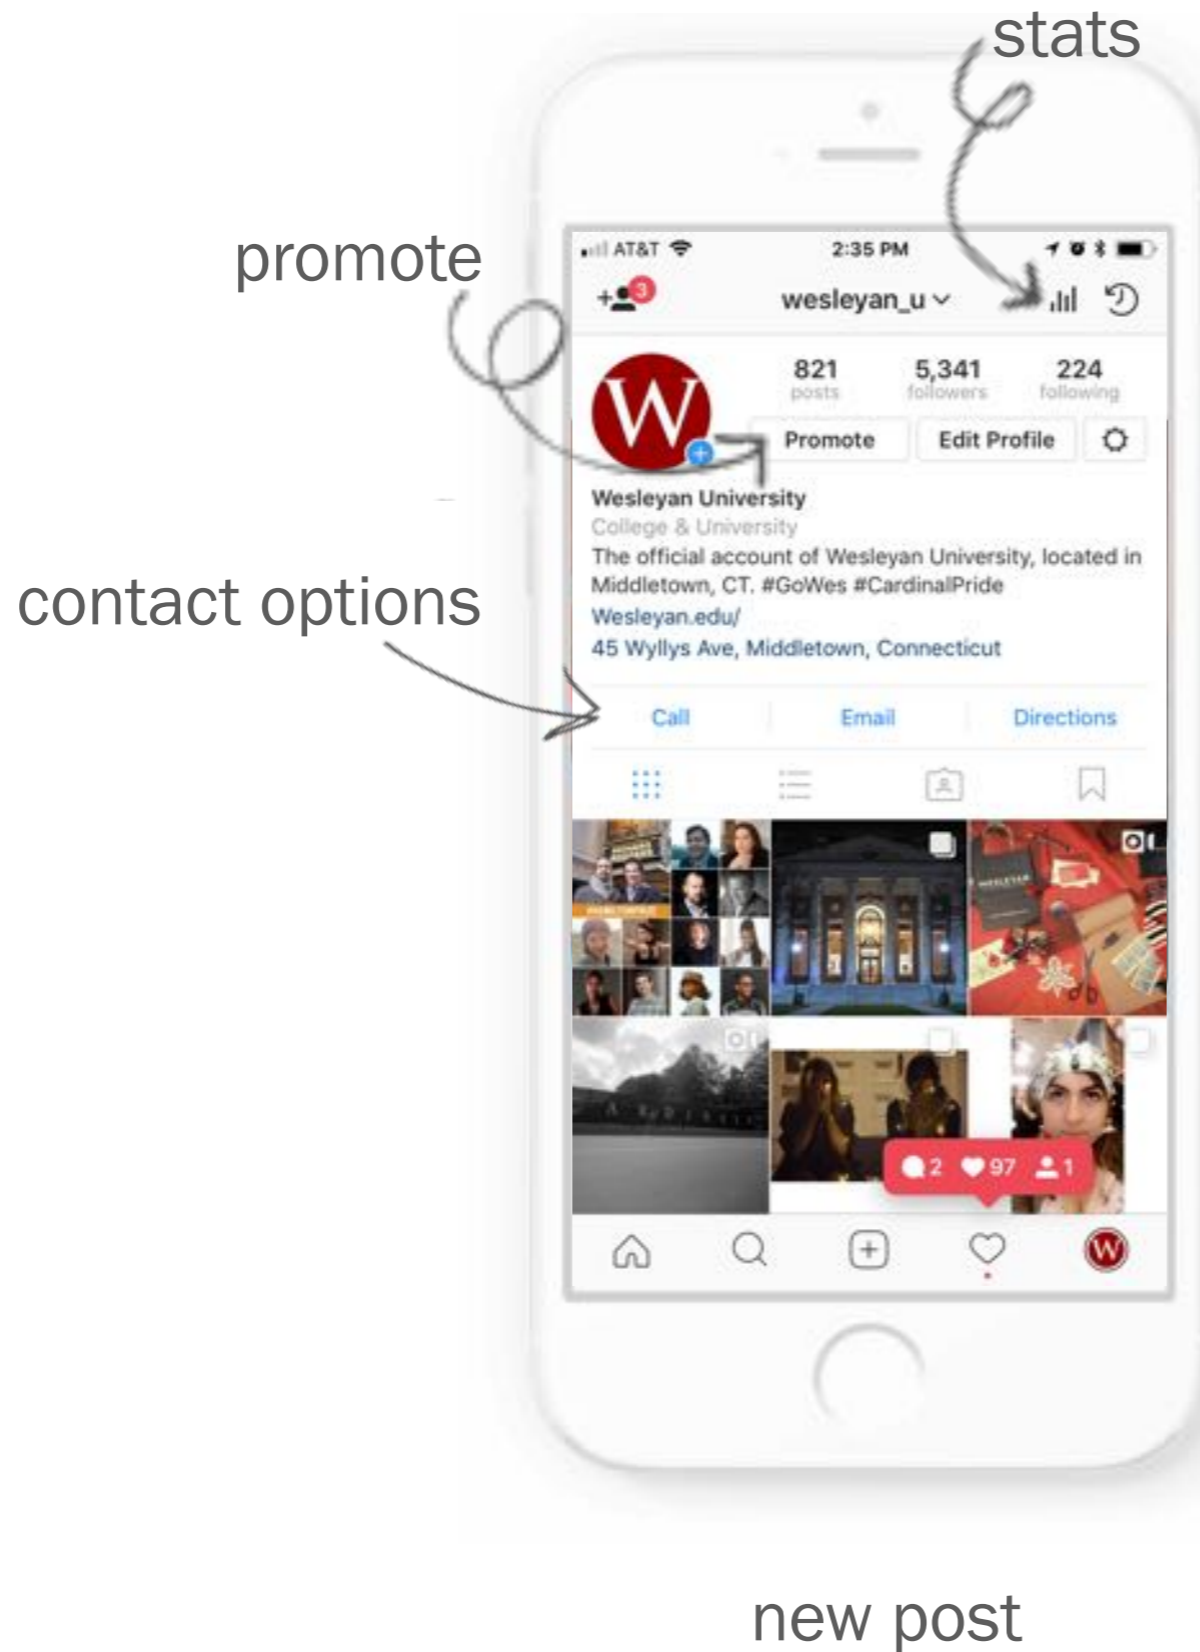 stats
promote
AT&T 2:35 PM
3
wesleyan_u
821 5,341 224
posts followers following
W
Promote Edit Profile
Wesleyan University
College & University
The official account of Wesleyan University, located in
Middletown, CT. #GoWes #CardinalPride
Wesleyan.edu/
45 Wyllys Ave, Middletown, Connecticut
contact options
Call Email Directions
WESLEYAN
2 97 1
W
new post